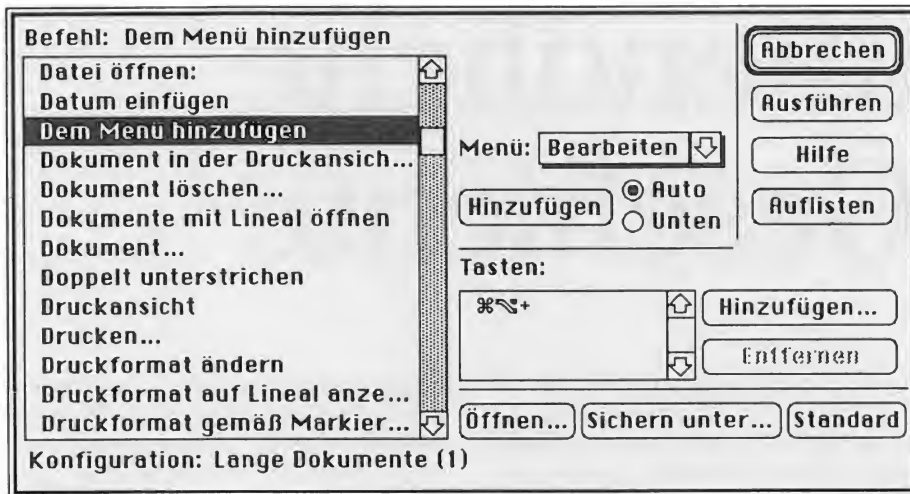 Befehl: Dem Menü hinzufügen
Datei öffnen:
Datum einfügen
Dem Menü hinzufügen
Dokument in der Druckansich...
Dokument löschen...
Dokumente mit Lineal öffnen
Dokument...
Doppelt unterstrichen
Druckansicht
Drucken...
Druckformat ändern
Druckformat auf Lineal anze...
Druckformat gemäß Markier...
Konfiguration: Lange Dokumente (1)
Menü: Bearbeiten
Hinzufügen
Auto
Unten
Tasten:
⌘⌥+
Hinzufügen...
Entfernen
Öffnen...
Sichern unter...
Standard
Abbrechen
Ausführen
Hilfe
Auflisten